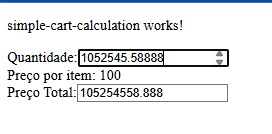 simple-cart-calculation works!
Quantidade: 1052545.58888
Preço por item: 100
Preço Total: 105254558.888